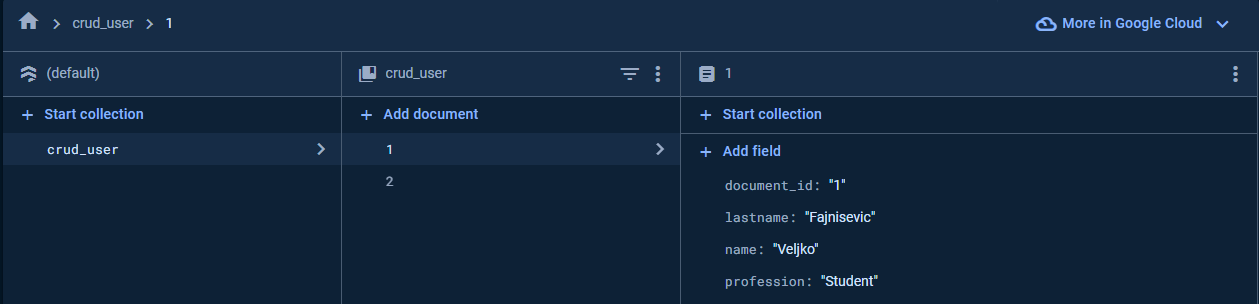 crud_user 1
More in Google Cloud
(default)
crud_user
1
Start collection
Add document
Start collection
crud_user
1
2
Add field
document_id: "1"
lastname: "Fajnisevic"
name: "Veljko"
profession: "Student"